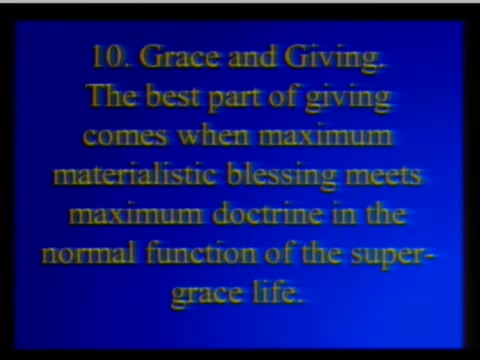 10. Grace and Giving.
The best part of giving
comes when maximum
materialistic blessing meets
maximum doctrine in the
normal function of the super-
grace life.